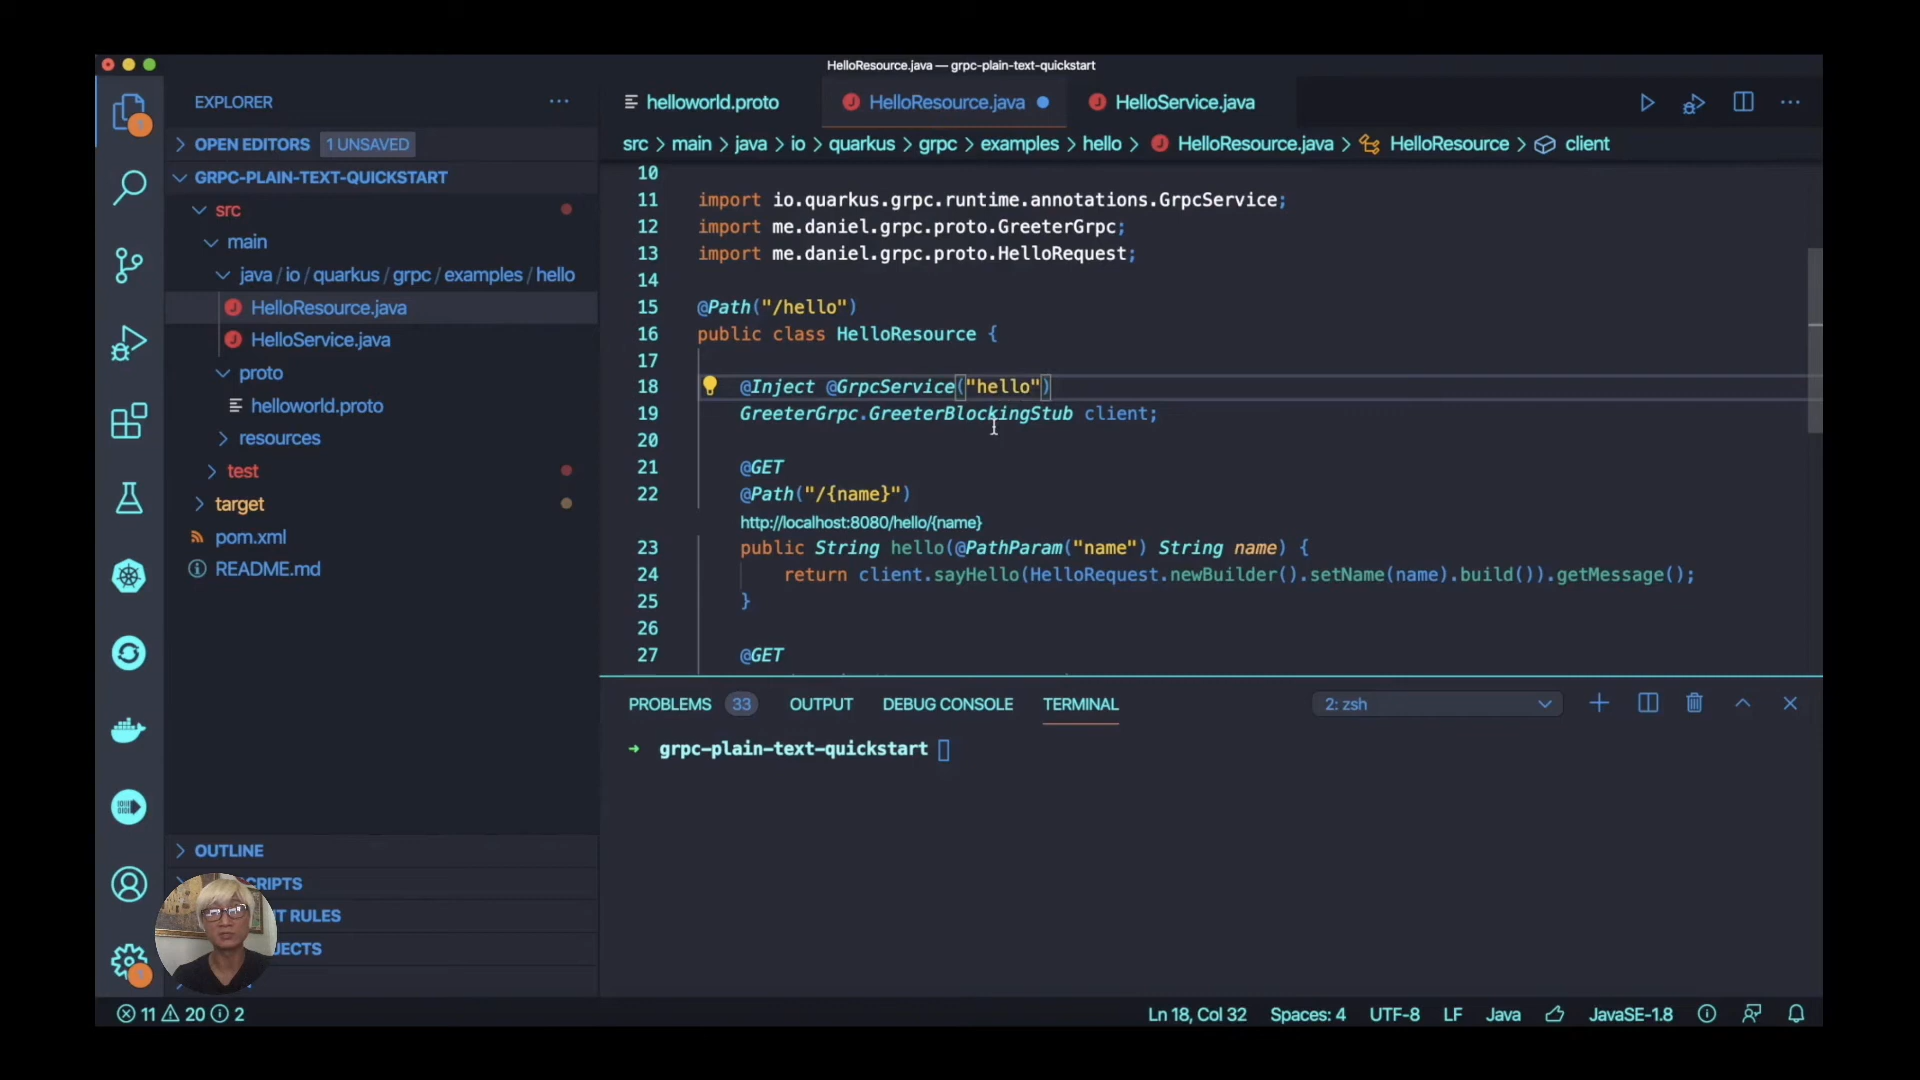 HelloResource.java — grpc-plain-text-quickstart
EXPLORER
OPEN EDITORS 1 UNSAVED
GRPC-PLAIN-TEXT-QUICKSTART
src
main
java / io / quarkus / grpc / examples / hello
HelloResource.java
HelloService.java
proto
helloworld.proto
resources
test
target
pom.xml
README.md
OUTLINE
CRIPTS
T RULES
JECTS
helloworld.proto HelloResource.java HelloService.java
src > main > java > io > quarkus > grpc > examples > hello > HelloResource.java > HelloResource > client
10
11 import io.quarkus.grpc.runtime.annotations.GrpcService;
12 import me.daniel.grpc.proto.GreeterGrpc;
13 import me.daniel.grpc.proto.HelloRequest;
14
15 @Path("/hello")
16 public class HelloResource {
17
18 @Inject @GrpcService("hello")
19 GreeterGrpc.GreeterBlockingStub client;
20
21 @GET
22 @Path("/{name}")
http://localhost:8080/hello/{name}
23 public String hello(@PathParam("name") String name) {
24 return client.sayHello(HelloRequest.newBuilder().setName(name).build()).getMessage();
25 }
26
27 @GET
PROBLEMS 33 OUTPUT DEBUG CONSOLE TERMINAL 2: zsh
→ grpc-plain-text-quickstart
11 20 2 Ln 18, Col 32 Spaces: 4 UTF-8 LF Java JavaSE-1.8